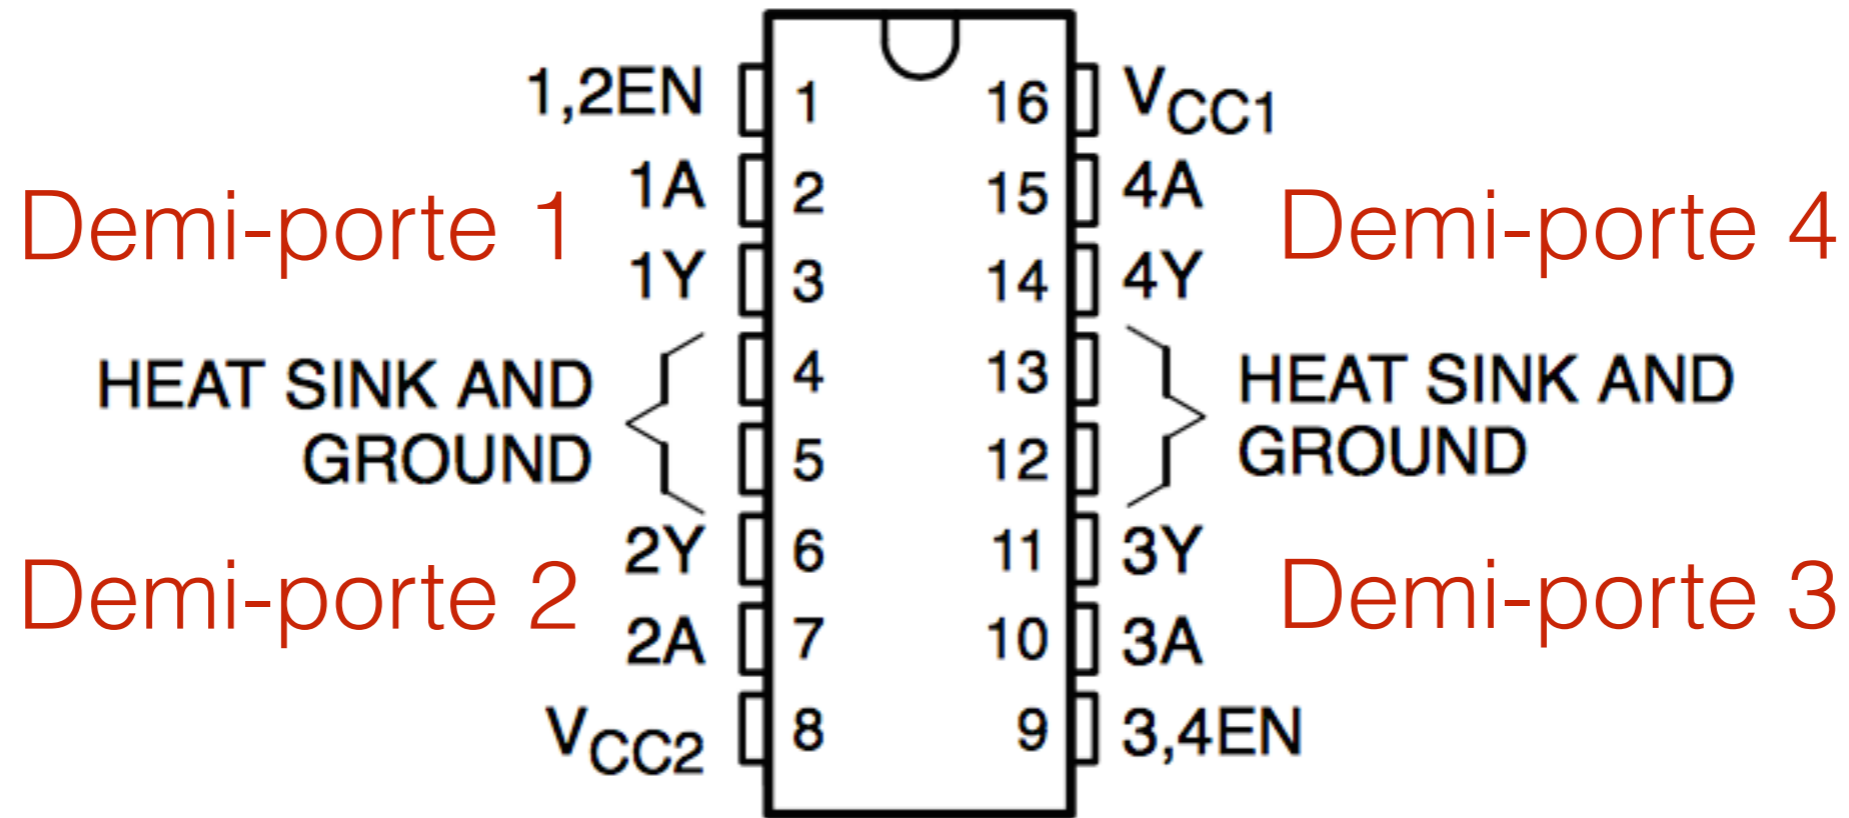 1,2EN 1 16 VCC1
1A 2 15 4A
Demi-porte 1 Demi-porte 4
1Y 3 14 4Y
HEAT SINK AND 4 13 HEAT SINK AND
GROUND 5 12 GROUND
2Y 6 11 3Y
Demi-porte 2 Demi-porte 3
2A 7 10 3A
VCC2 8 9 3,4EN